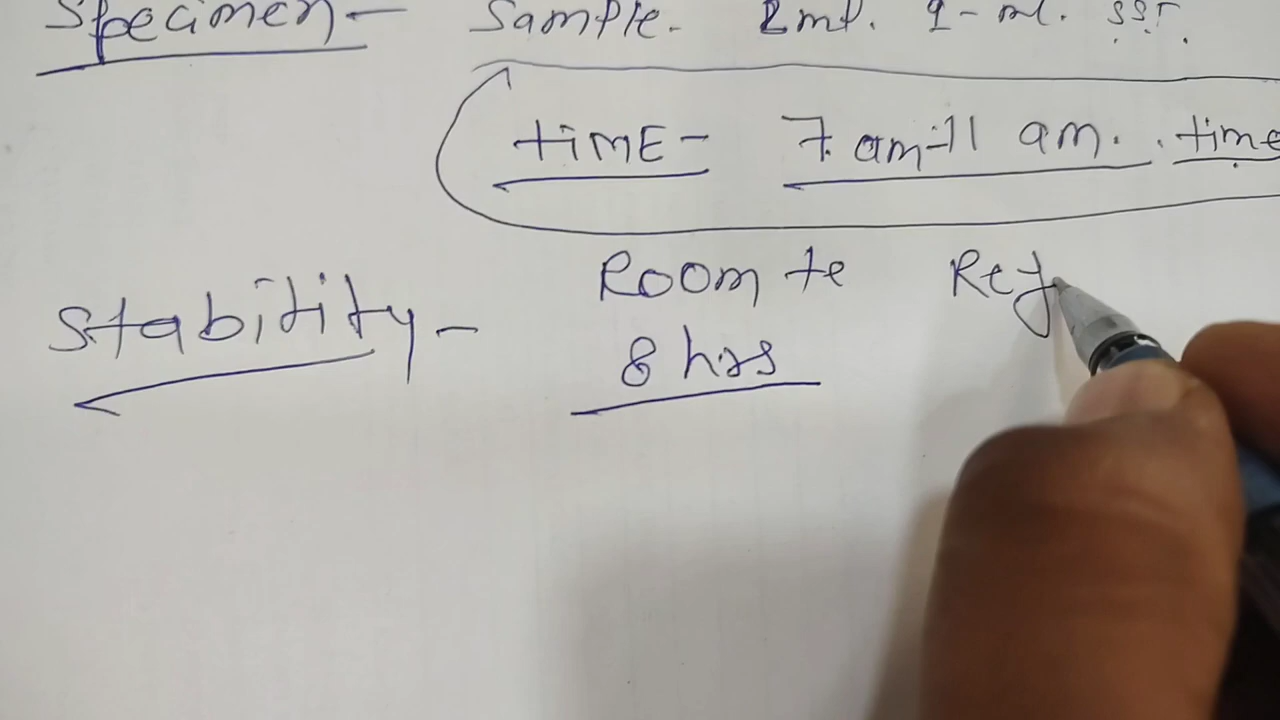 Specimen - Sample. 2ml. 1-ml. SST.
time - 7 am-11 am. time
Stability - Room te Ref
8 hrs